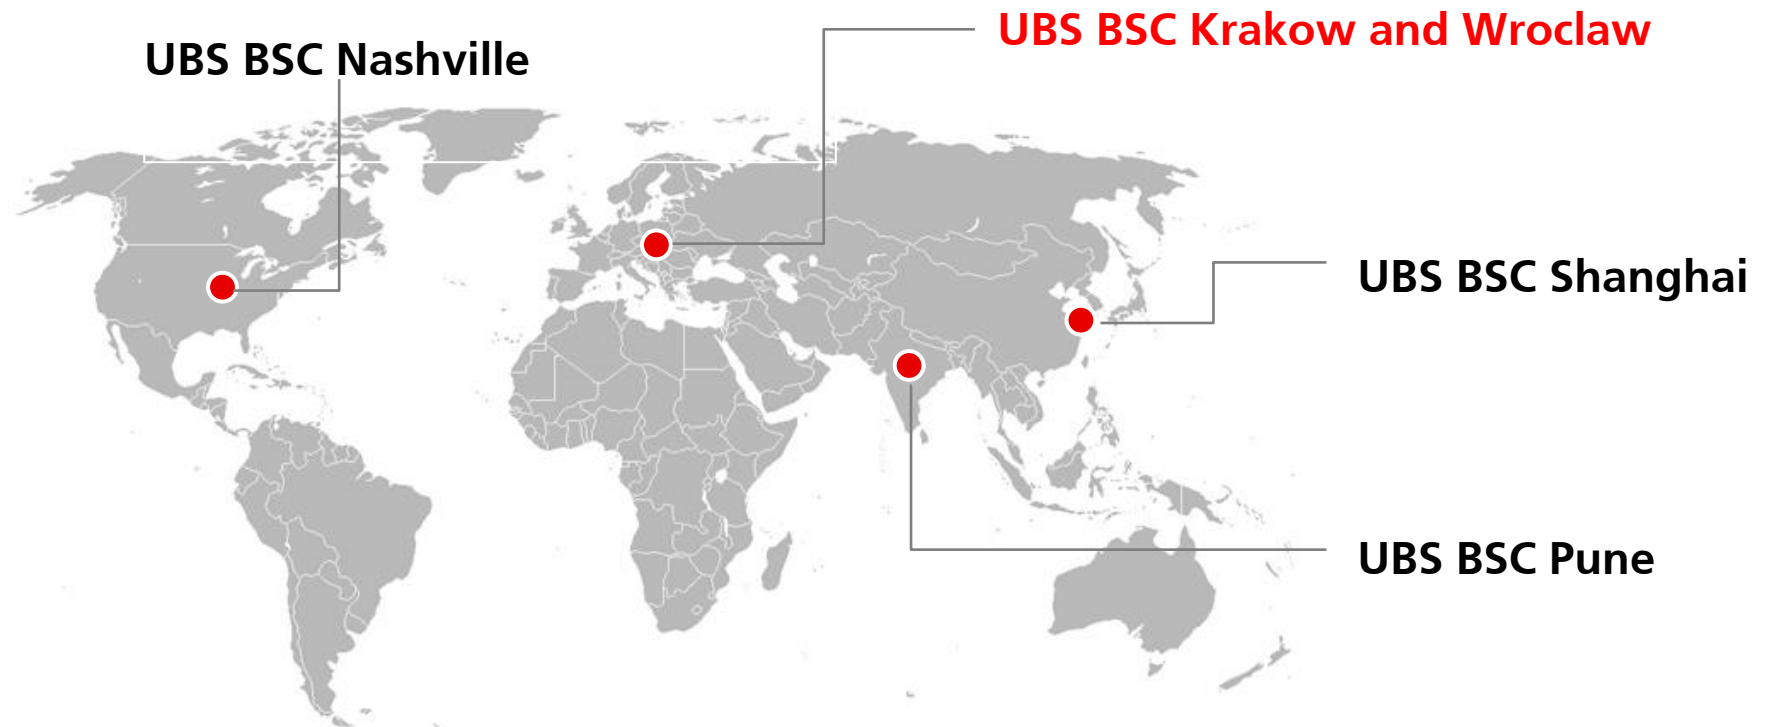 UBS BSC Krakow and Wroclaw
UBS BSC Nashville
UBS BSC Shanghai
UBS BSC Pune